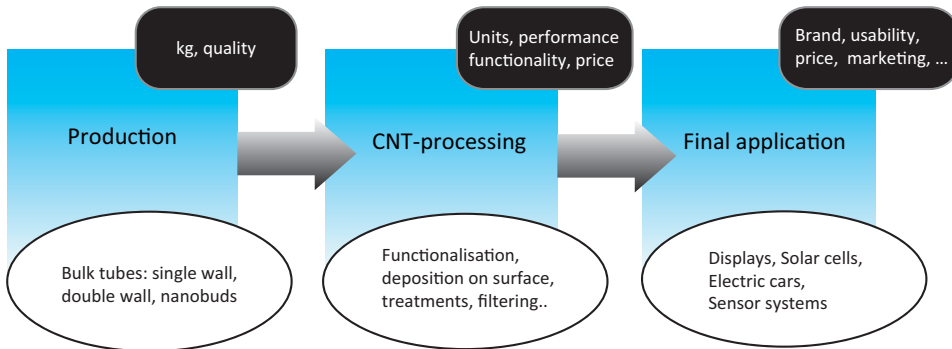 kg, quality
Production
Bulk tubes: single wall,
double wall, nanobuds
Units, performance
functionality, price
CNT-processing
Functionalisation,
deposition on surface,
treatments, filtering..
Brand, usability,
price, marketing, ...
Final application
Displays, Solar cells,
Electric cars,
Sensor systems